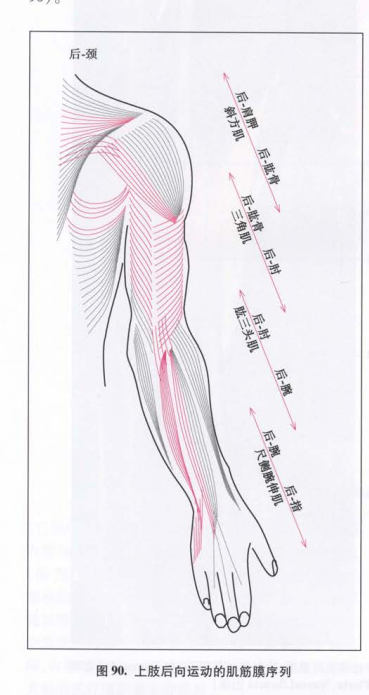 后-颈
后-肩胛
斜方肌
后-肱骨
后-肱骨
三角肌
后-肘
后-肘
肱三头肌
后-腕
后-腕
尺侧腕伸肌
后-指
图 90. 上肢后向运动的肌筋膜序列